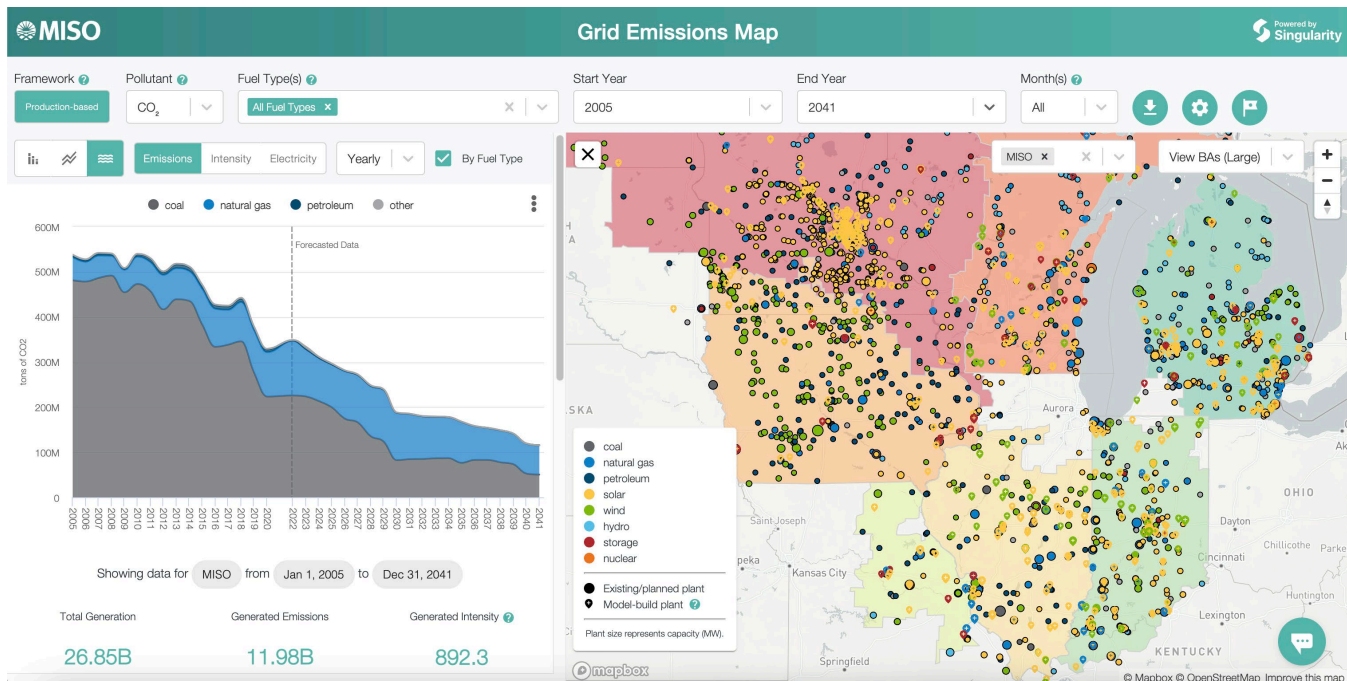 MISO
Grid Emissions Map
Powered by
Singularity
Framework ?
Pollutant ?
Fuel Type(s) ?
Start Year
End Year
Month(s) ?
Production-based
CO2
All Fuel Types ×
2005
2041
All
Emissions
Intensity
Electricity
Yearly
By Fuel Type
MISO ×
View BAs (Large)
coal
natural gas
petroleum
other
600M
500M
400M
300M
200M
100M
0
tons of CO2
Forecasted Data
2005
2006
2007
2008
2009
2010
2011
2012
2013
2014
2015
2016
2017
2018
2019
2020
2022
2023
2024
2025
2026
2027
2028
2029
2030
2031
2032
2033
2034
2035
2036
2037
2038
2039
2040
2041
Showing data for MISO from Jan 1, 2005 to Dec 31, 2041
Total Generation
Generated Emissions
Generated Intensity ?
26.85B
11.98B
892.3
coal
natural gas
petroleum
solar
wind
hydro
storage
nuclear
Existing/planned plant
Model-build plant ?
Plant size represents capacity (MW).
Aurora
Saint Joseph
Kansas City
peka
SKA
Springfield
OHIO
Dayton
Chillicothe
Parke
Cincinnati
Huntington
Lexington
KENTUCKY
Ak
mapbox
© Mapbox © OpenStreetMap Improve this map